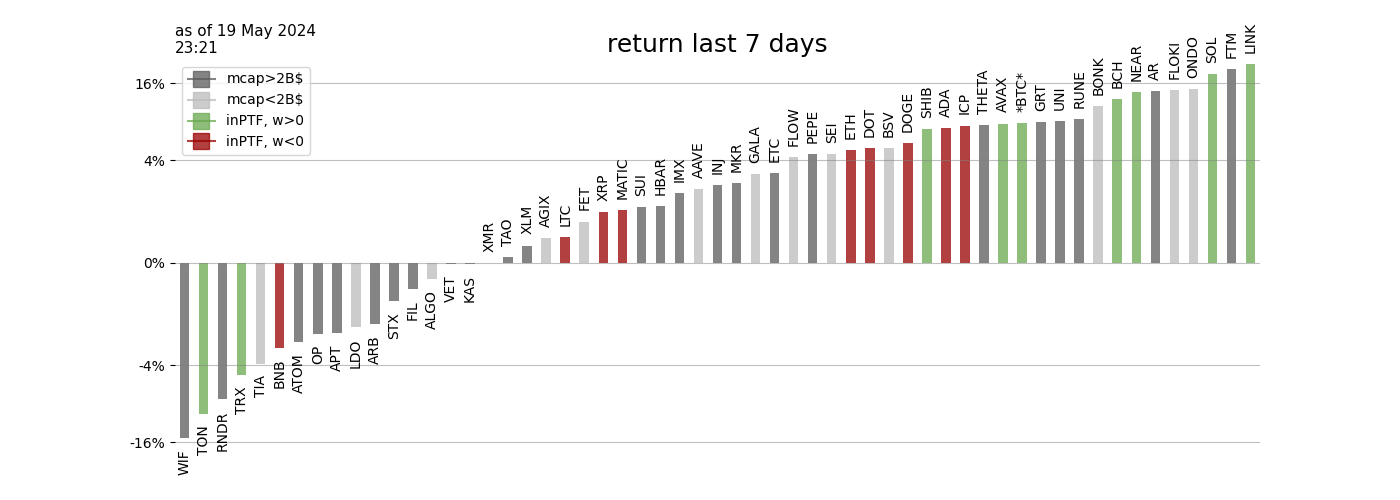 as of 19 May 2024
23:21
return last 7 days
mcap>2B$
mcap<2B$
inPTF, w>0
inPTF, w<0
16%
4%
0%
-4%
-16%
WIF
TON
RNDR
TRX
TIA
BNB
ATOM
OP
APT
LDO
ARB
STX
FIL
ALGO
VET
KAS
XMR
TAO
XLM
AGIX
LTC
FET
XRP
MATIC
SUI
HBAR
IMX
AAVE
INJ
MKR
GALA
ETC
FLOW
PEPE
SEI
ETH
DOT
BSV
DOGE
SHIB
ADA
ICP
THETA
AVAX
*BTC*
GRT
UNI
RUNE
BONK
BCH
NEAR
AR
FLOKI
ONDO
SOL
FTM
LINK